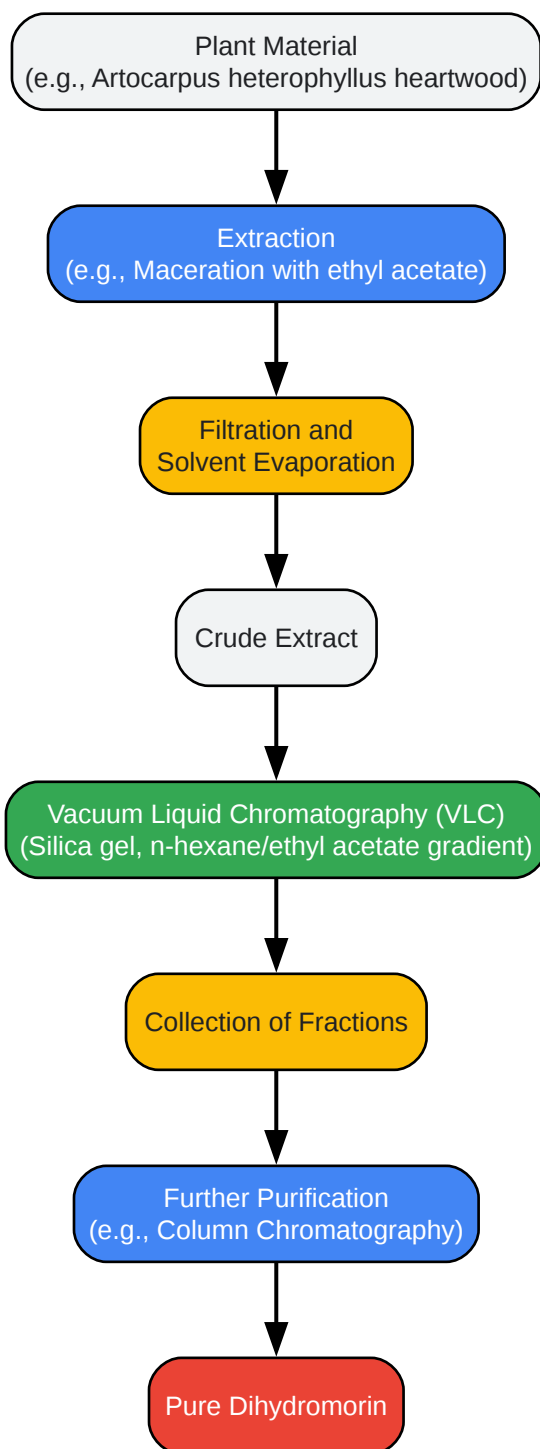 Plant Material
(e.g., Artocarpus heterophyllus heartwood)
Extraction
(e.g., Maceration with ethyl acetate)
Filtration and
Solvent Evaporation
Crude Extract
Vacuum Liquid Chromatography (VLC)
(Silica gel, n-hexane/ethyl acetate gradient)
Collection of Fractions
Further Purification
(e.g., Column Chromatography)
Pure Dihydromorin